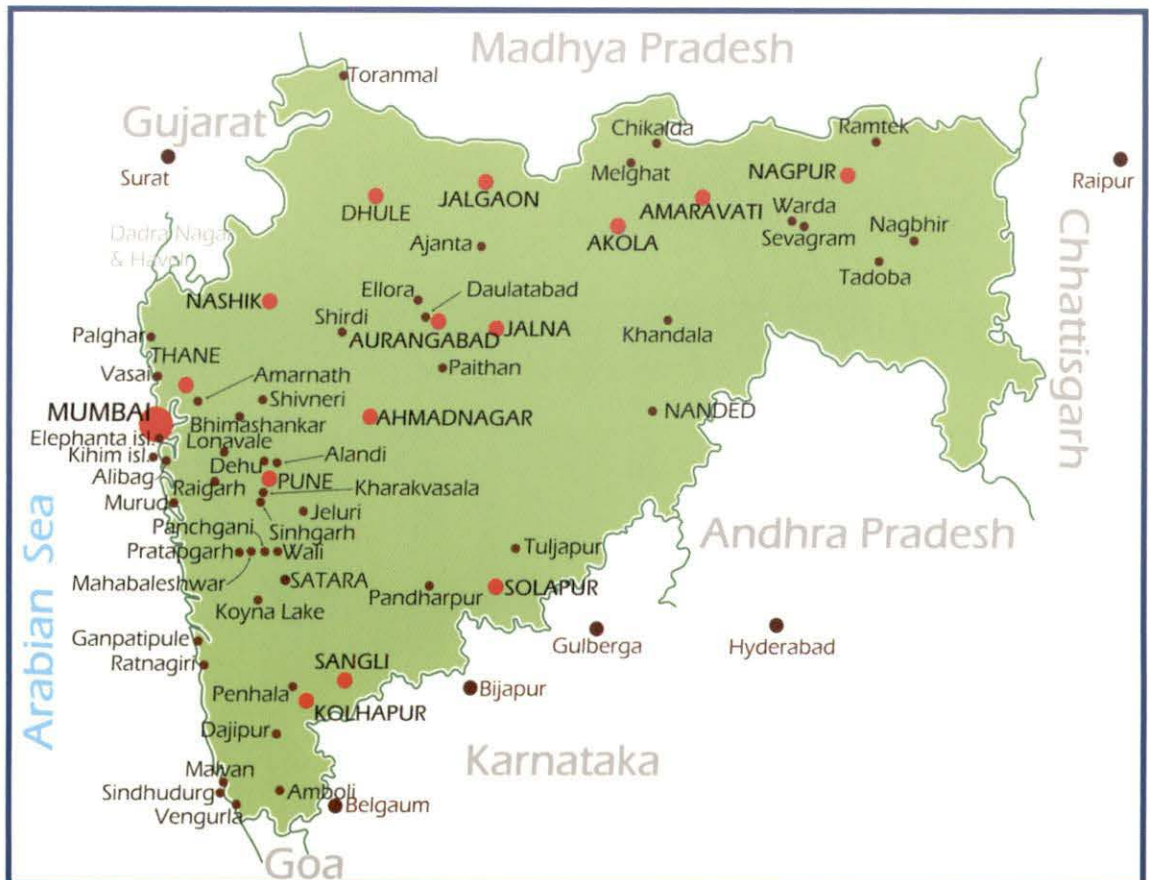 Madhya Pradesh
Toranmal
Gujarat
Chikalda
Ramtek
Surat
Melghat
NAGPUR
Raipur
DHULE
JALGAON
AMARAVATI
Warda
Nagbhir
Dadra Nagar
& Haveli
Ajanta
AKOLA
Sevagram
Tadoba
Chhattisgarh
Ellora
Daulatabad
NASHIK
Shirdi
AURANGABAD
JALNA
Khandala
Palghar
THANE
Paithan
Vasai
Amarnath
Shivneri
MUMBAI
Bhimashankar
AHMADNAGAR
NANDED
Elephanta isl.
Lonavale
Kihim isl.
Dehu
Alandi
Alibag
Raigarh
PUNE
Kharakvasala
Murud
Jeluri
Panchgani
Sinhgarh
Andhra Pradesh
Pratapgarh
Wali
Tuljapur
Mahabaleshwar
SATARA
Pandharpur
SOLAPUR
Koyna Lake
Arabian Sea
Ganpatipule
Gulberga
Hyderabad
Ratnagiri
SANGLI
Penhala
Bijapur
KOLHAPUR
Dajipur
Karnataka
Malvan
Sindhudurg
Amboli
Belgaum
Vengurla
Goa